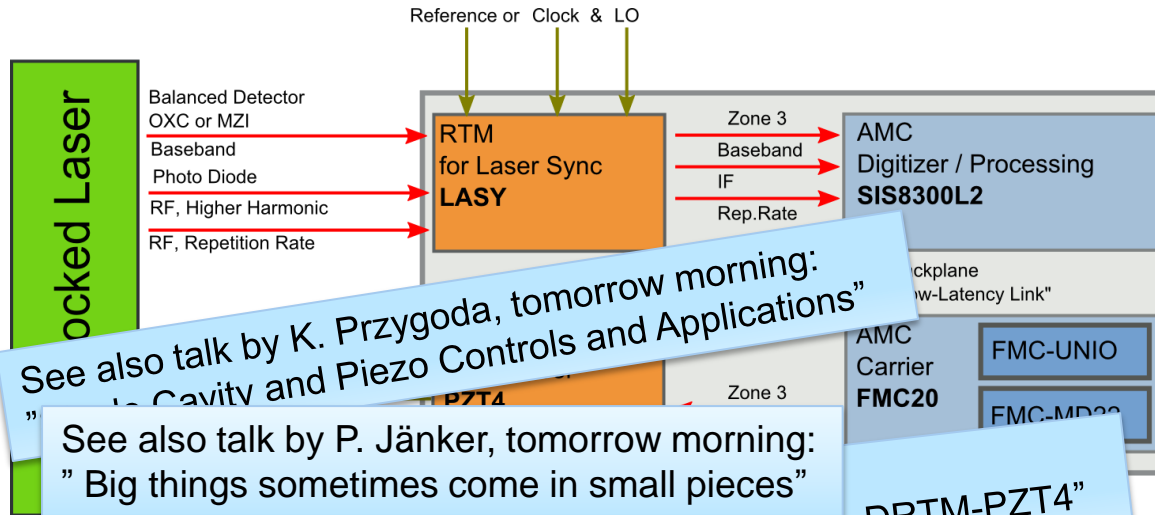 Reference or Clock & LO
Balanced Detector
OXC or MZI
Baseband
Photo Diode
RF, Higher Harmonic
RF, Repetition Rate
ocked Laser
RTM
for Laser Sync
LASY
Zone 3
Baseband
IF
Rep.Rate
AMC
Digitizer / Processing
SIS8300L2
ckplane
ow-Latency Link"
See also talk by K. Przygoda, tomorrow morning:
" Cavity and Piezo Controls and Applications”
PZT4
Zone 3
AMC
Carrier
FMC20
FMC-UNIO
See also talk by P. Jänker, tomorrow morning:
” Big things sometimes come in small pieces”
DRTM-PZT4”